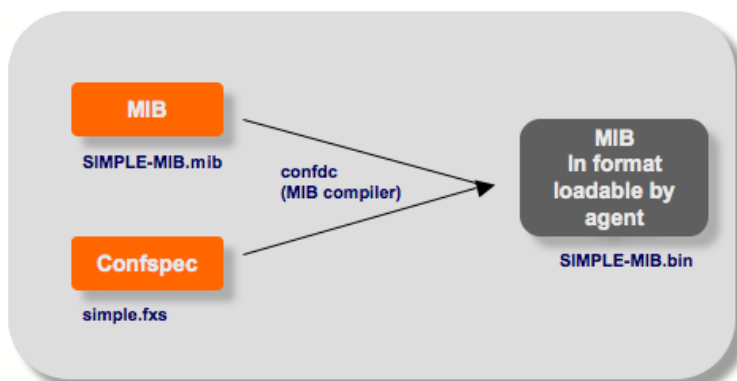 MIB
SIMPLE-MIB.mib
confdc
(MIB compiler)
Confspec
simple.fxs
MIB
In format
loadable by
agent
SIMPLE-MIB.bin